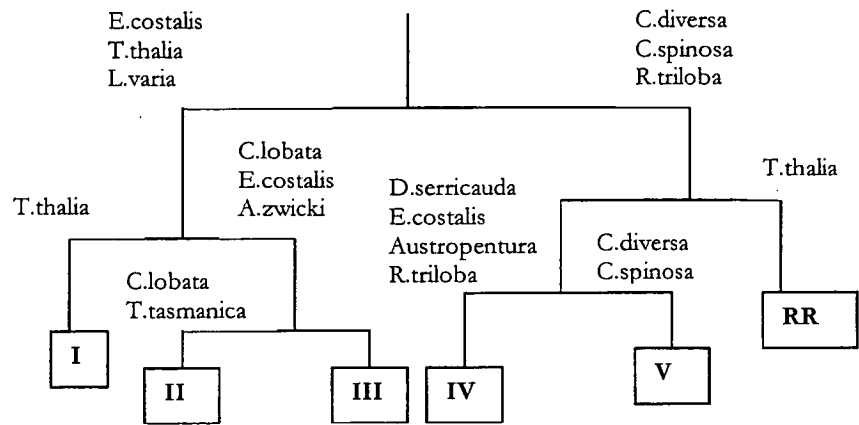 E.costalis
T.thalia
L.varia
C.diversa
C.spinosa
R.triloba
T.thalia
C.lobata
E.costalis
A.zwicki
D.serricauda
E.costalis
Austropentura
R.triloba
T.thalia
C.lobata
T.tasmanica
C.diversa
C.spinosa
I
II
III
IV
V
RR